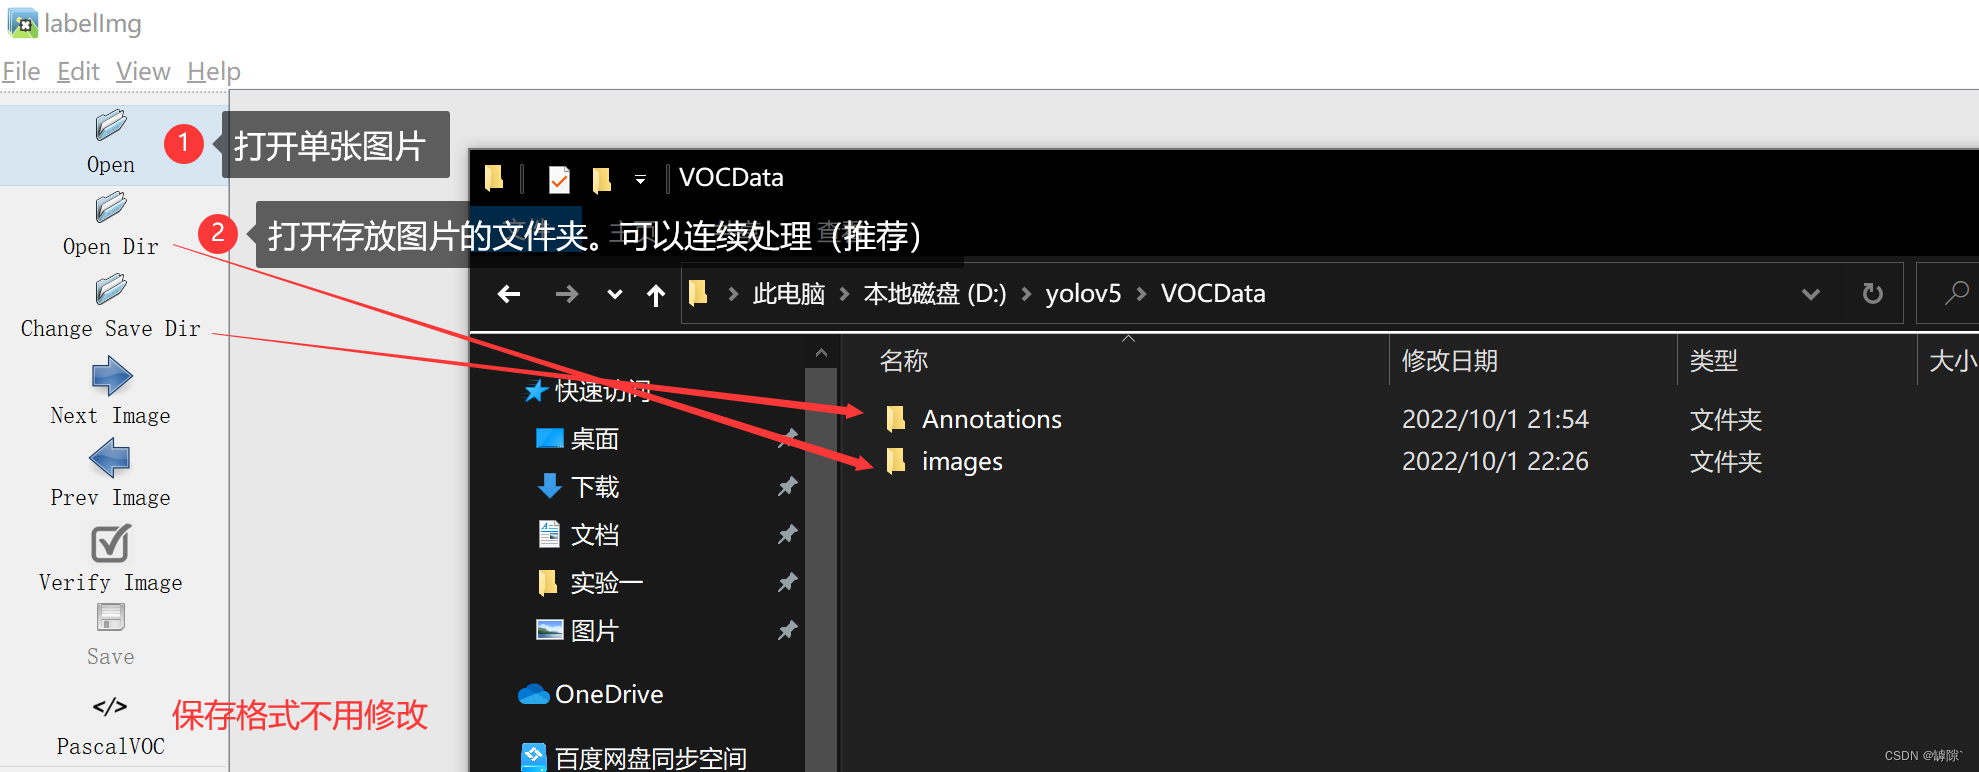 labelImg
File Edit View Help
Open
1
打开单张图片
Open Dir
2
打开存放图片的文件夹。可以连续处理（推荐）
Change Save Dir
Next Image
Prev Image
Verify Image
Save
</>
PascalVOC
保存格式不用修改
VOCData
此电脑 本地磁盘 (D:) yolov5 VOCData
名称 修改日期 类型 大小
Annotations 2022/10/1 21:54 文件夹
images 2022/10/1 22:26 文件夹
快速访问
桌面
下载
文档
实验一
图片
OneDrive
百度网盘同步空间
CSDN @罅隙`